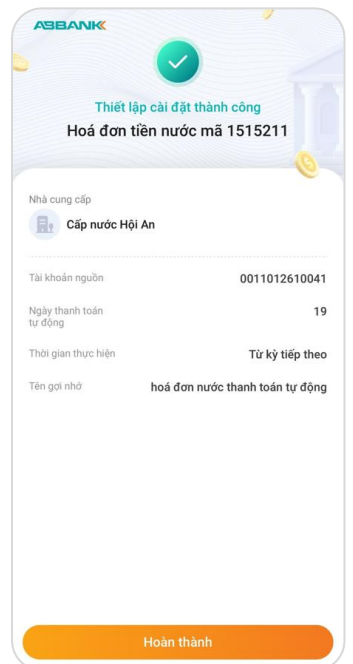 ABBANK
Thiết lập cài đặt thành công
Hoá đơn tiền nước mã 1515211
Nhà cung cấp
Cấp nước Hội An
Tài khoản nguồn 0011012610041
Ngày thanh toán 19
tự động
Thời gian thực hiện Từ kỳ tiếp theo
Tên gợi nhớ hoá đơn nước thanh toán tự động
Hoàn thành